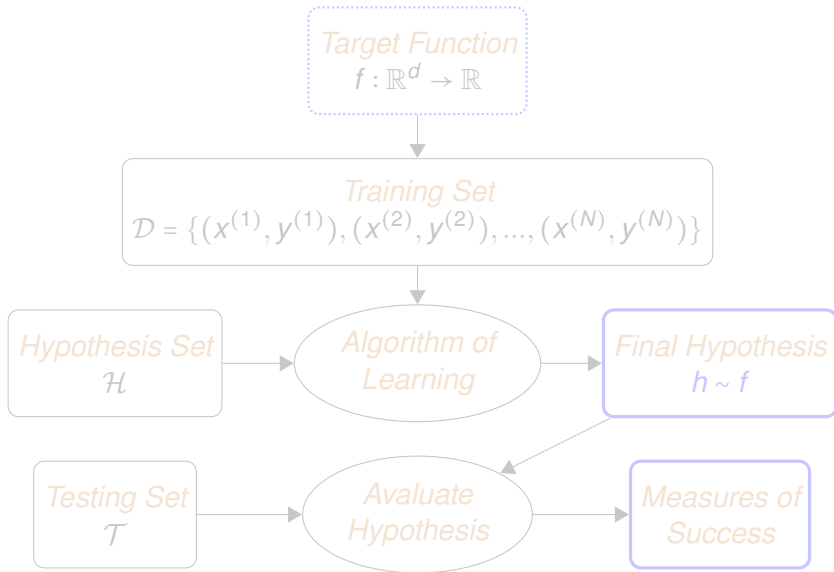 Target Function
f : ℝ^d → ℝ
Training Set
𝒟 = {(x^(1), y^(1)), (x^(2), y^(2)), ..., (x^(N), y^(N))}
Hypothesis Set
ℋ
Algorithm of
Learning
Final Hypothesis
h ~ f
Testing Set
𝒯
Avaluate
Hypothesis
Measures of
Success